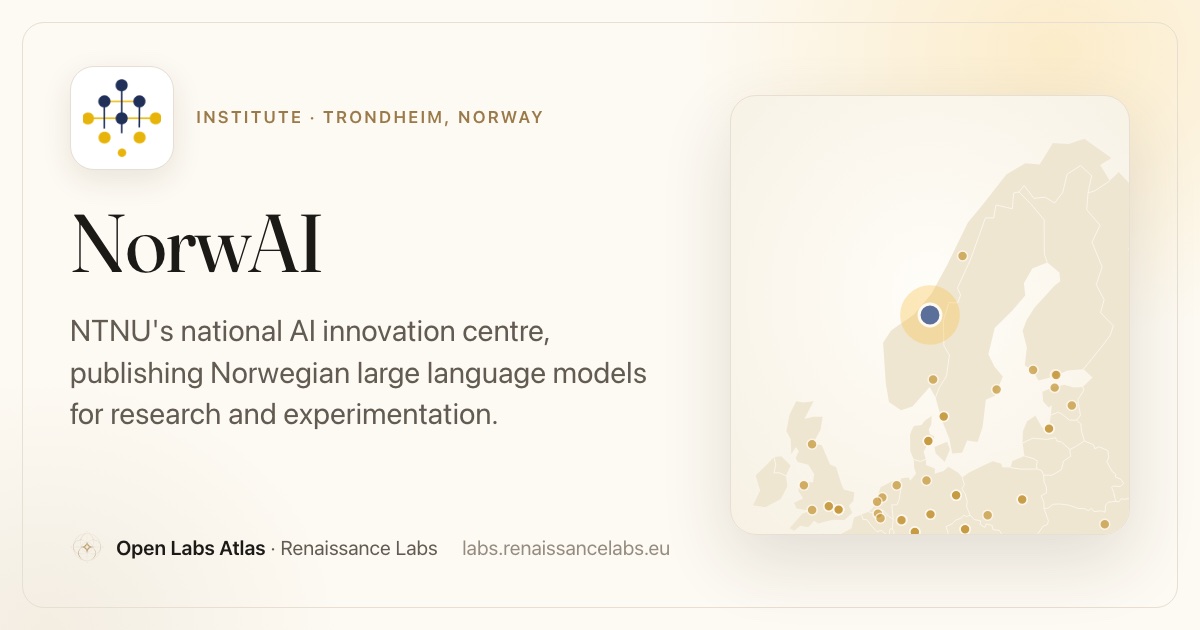 INSTITUTE · TRONDHEIM, NORWAY
NorwAI
NTNU's national AI innovation centre,
publishing Norwegian large language models
for research and experimentation.
Open Labs Atlas · Renaissance Labs labs.renaissancelabs.eu